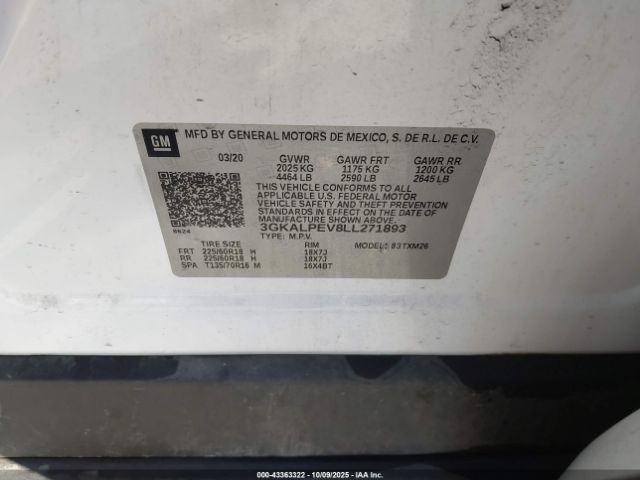 GM
MFD BY GENERAL MOTORS DE MEXICO, S. DE R.L. DE C.V.
03/20 GVWR GAWR FRT GAWR RR
2025 KG 1175 KG 1200 KG
4464 LB 2590 LB 2645 LB
THIS VEHICLE CONFORMS TO ALL
APPLICABLE U.S. FEDERAL MOTOR
VEHICLE SAFETY AND THEFT
PREVENTION STANDARDS IN
EFFECT ON THE DATE OF
MANUFACTURE SHOWN ABOVE.
3GKALPEV8LL271893
0624 TYPE: M.P.V.
TIRE SIZE RIM MODEL: 83TXM26
FRT 225/60R18 H 18X7J
RR 225/60R18 H 18X7J
SPA T135/70R16 M 16X4BT
000-43363322 | 10/09/2025 | IAA Inc.